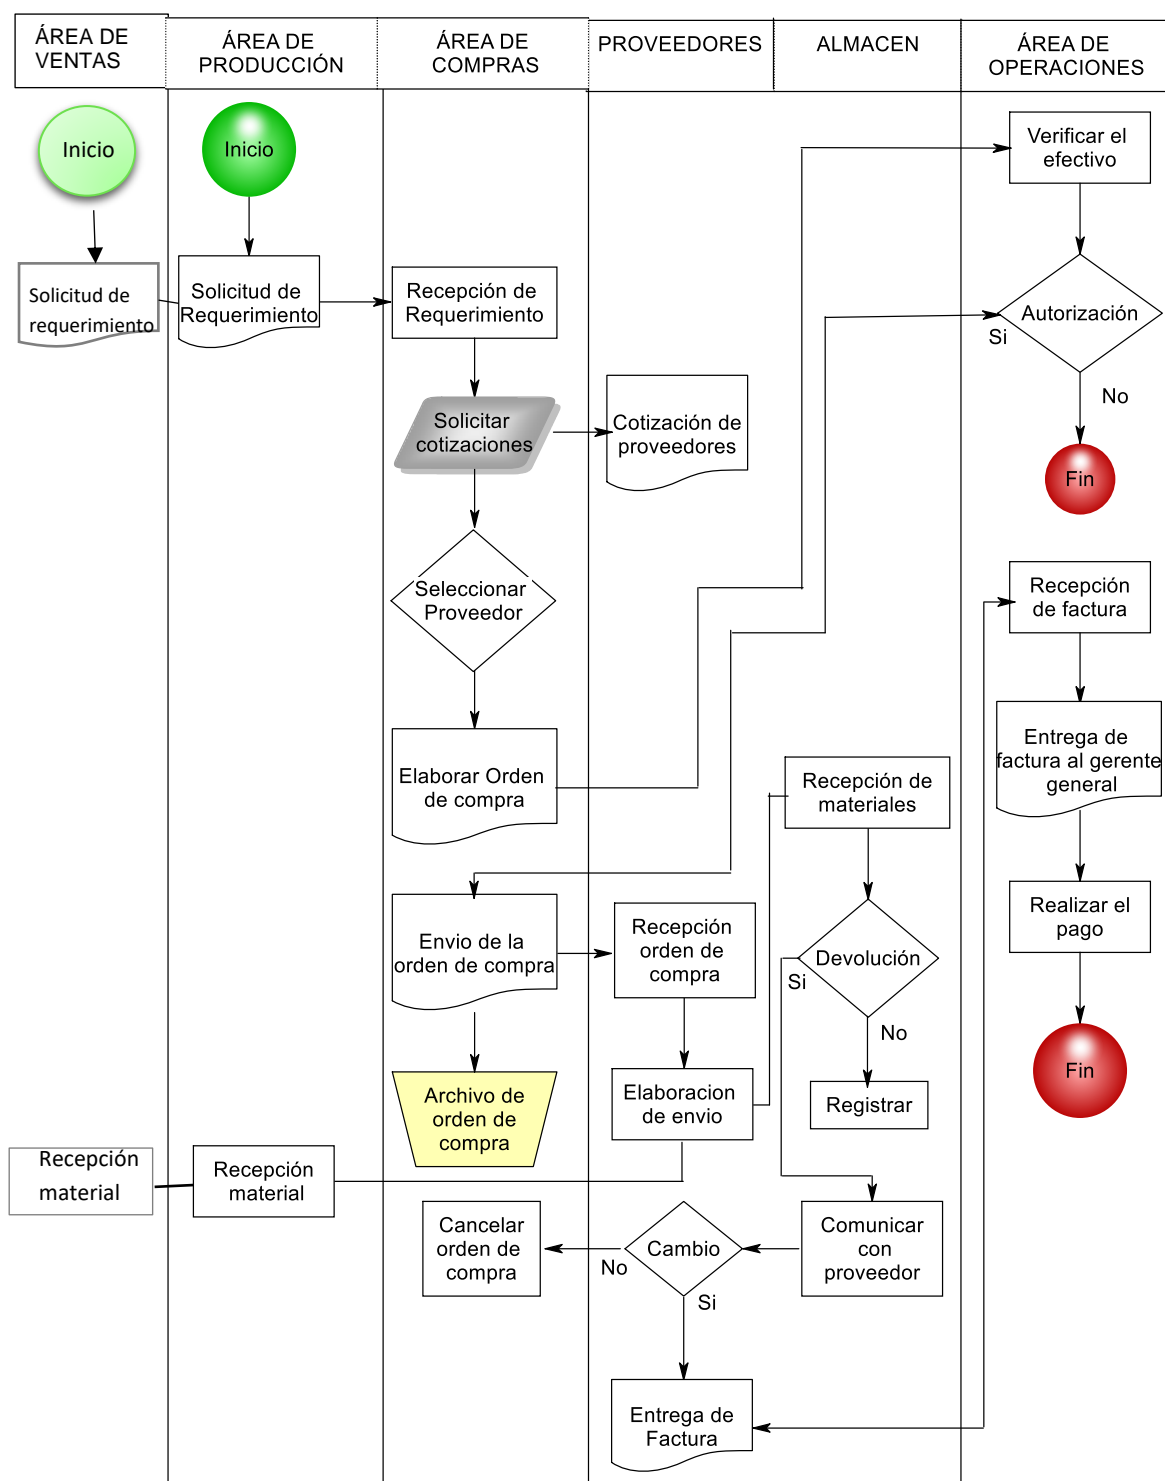 ÁREA DE
VENTAS
ÁREA DE
PRODUCCIÓN
ÁREA DE
COMPRAS
PROVEEDORES
ALMACEN
ÁREA DE
OPERACIONES
Inicio
Inicio
Verificar el
efectivo
Solicitud de
requerimiento
Solicitud de
Requerimiento
Recepción de
Requerimiento
Autorización
Si
No
Solicitar
cotizaciones
Cotización de
proveedores
Fin
Seleccionar
Proveedor
Recepción
de factura
Elaborar Orden
de compra
Recepción de
materiales
Entrega de
factura al gerente
general
Envio de la
orden de compra
Recepción
orden de
compra
Devolución
Si
No
Realizar el
pago
Archivo de
orden de
compra
Elaboracion
de envio
Registrar
Fin
Recepción
material
Recepción
material
Cancelar
orden de
compra
No
Cambio
Si
Comunicar
con
proveedor
Entrega de
Factura